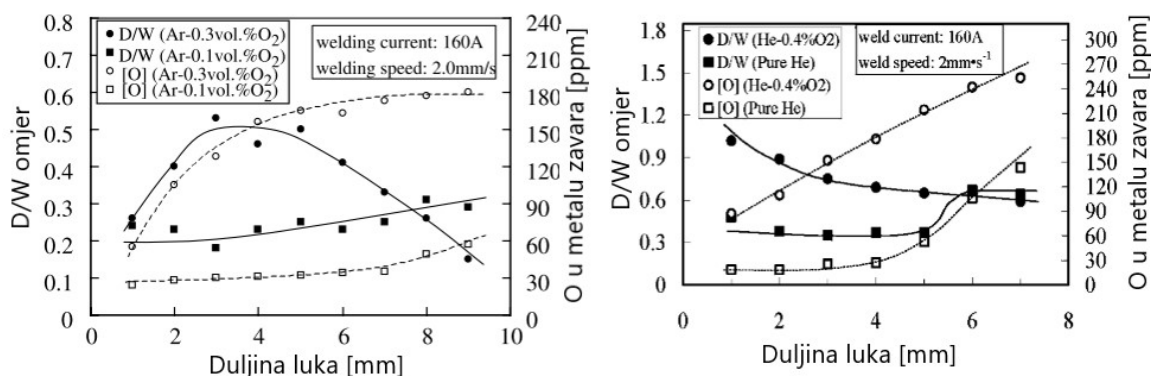 D/W omjer
0.8
0.7
0.6
0.5
0.4
0.3
0.2
0.1
0
D/W (Ar-0.3vol.%O2)
D/W (Ar-0.1vol.%O2)
[O] (Ar-0.3vol.%O2)
[O] (Ar-0.1vol.%O2)
welding current: 160A
welding speed: 2.0mm/s
240
210
180
150
120
90
60
30
0
O u metalu zavara [ppm]
0 2 4 6 8 10
Duljina luka [mm]
D/W omjer
1.8
1.5
1.2
0.9
0.6
0.3
0.0
D/W (He-0.4%O2)
D/W (Pure He)
[O] (He-0.4%O2)
[O] (Pure He)
weld current: 160A
weld speed: 2mm•s⁻¹
300
270
240
210
180
150
120
90
60
30
0
O u metalu zavara [ppm]
0 2 4 6 8
Duljina luka [mm]